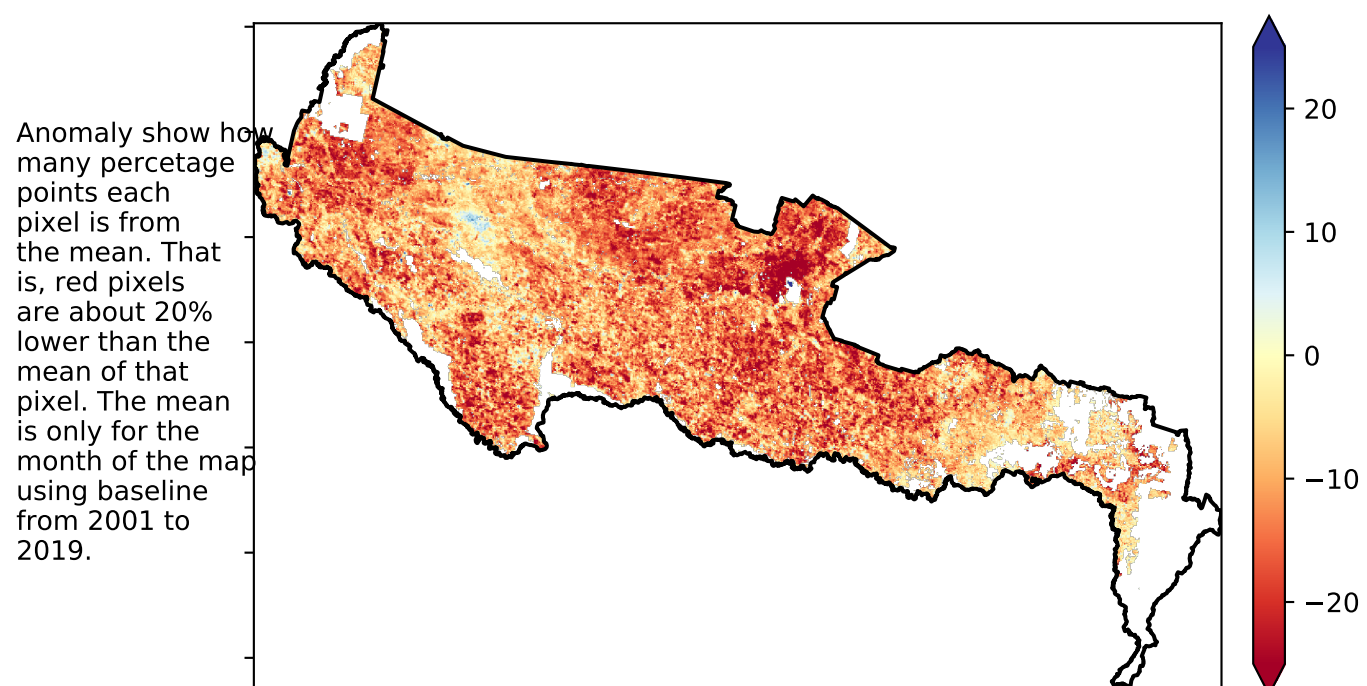 Anomaly show how
many percetage
points each
pixel is from
the mean. That
is, red pixels
are about 20%
lower than the
mean of that
pixel. The mean
is only for the
month of the map
using baseline
from 2001 to
2019.
20
10
0
−10
−20